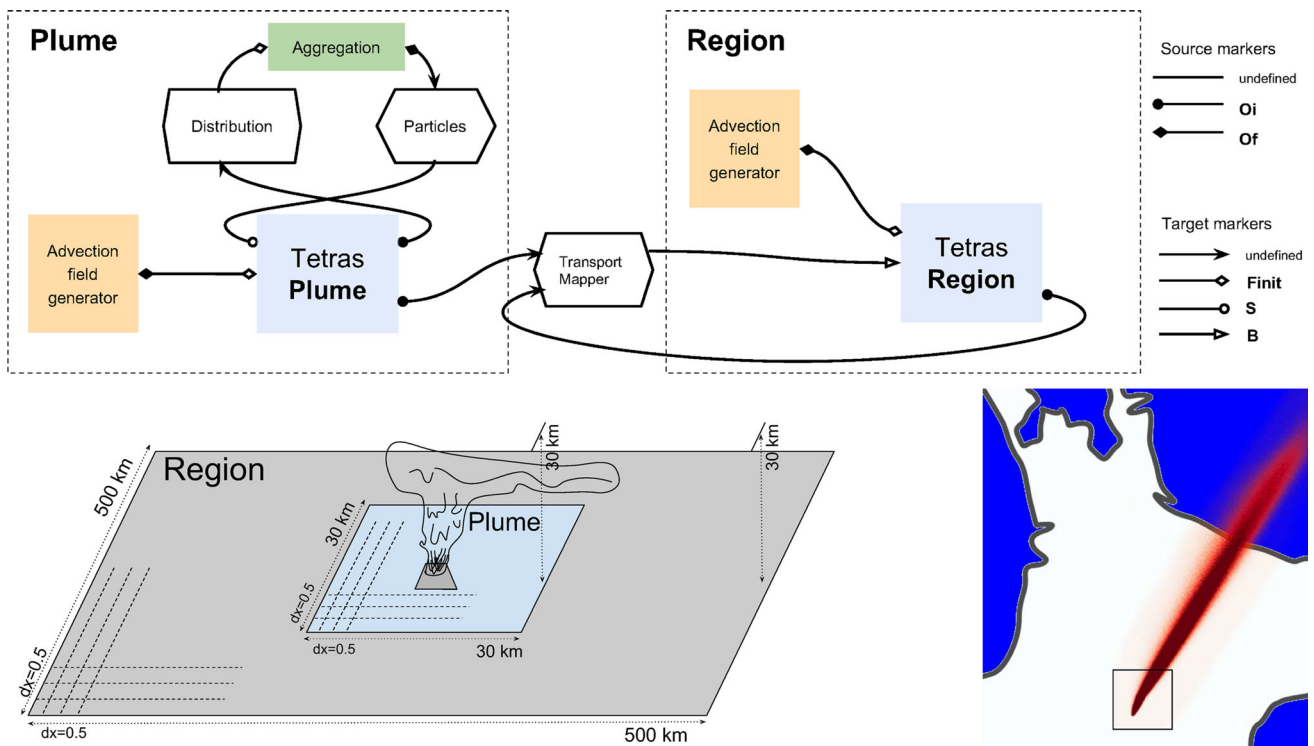 Plume
Aggregation
Distribution
Particles
Advection
field
generator
Tetras
Plume
Transport
Mapper
Region
Advection
field
generator
Tetras
Region
Source markers
undefined
Oi
Of
Target markers
undefined
Finit
S
B
Region
500 km
dx=0.5
dx=0.5
500 km
Plume
30 km
dx=0.5
dx=0.5
30 km
30 km
30 km